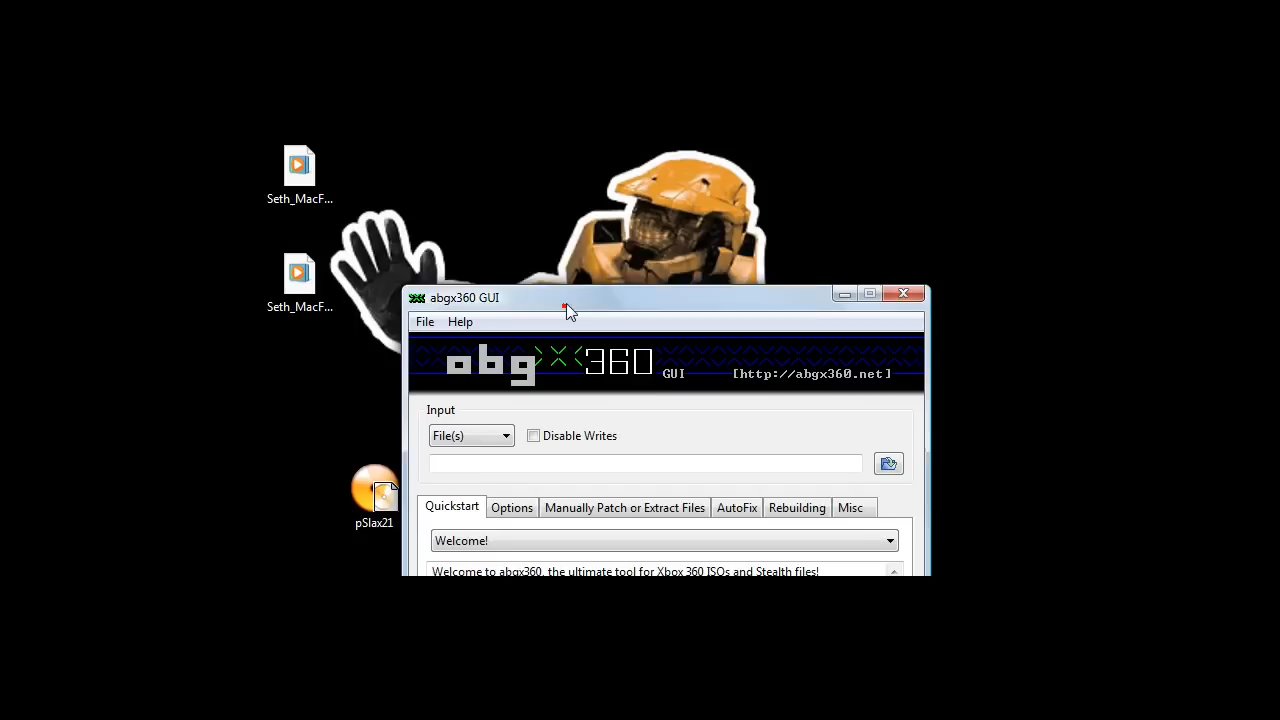 Seth_MacF...
Seth_MacF...
pSlax21
abgx360 GUI
File Help
abgx360 GUI [http://abgx360.net]
Input
File(s) Disable Writes
Quickstart Options Manually Patch or Extract Files AutoFix Rebuilding Misc
Welcome!
Welcome to abgx360, the ultimate tool for Xbox 360 ISOs and Stealth files!